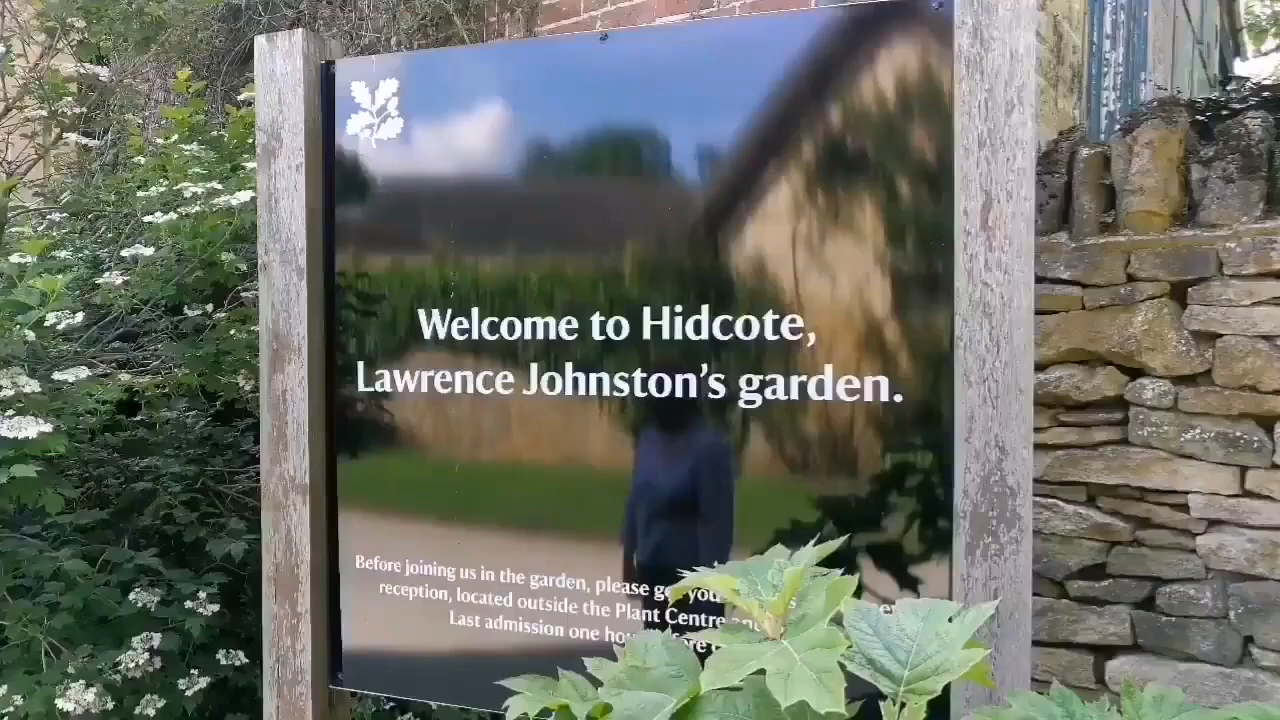 Welcome to Hidcote,
Lawrence Johnston's garden.
Before joining us in the garden, please
reception, located outside the Plant Centre
Last admission one